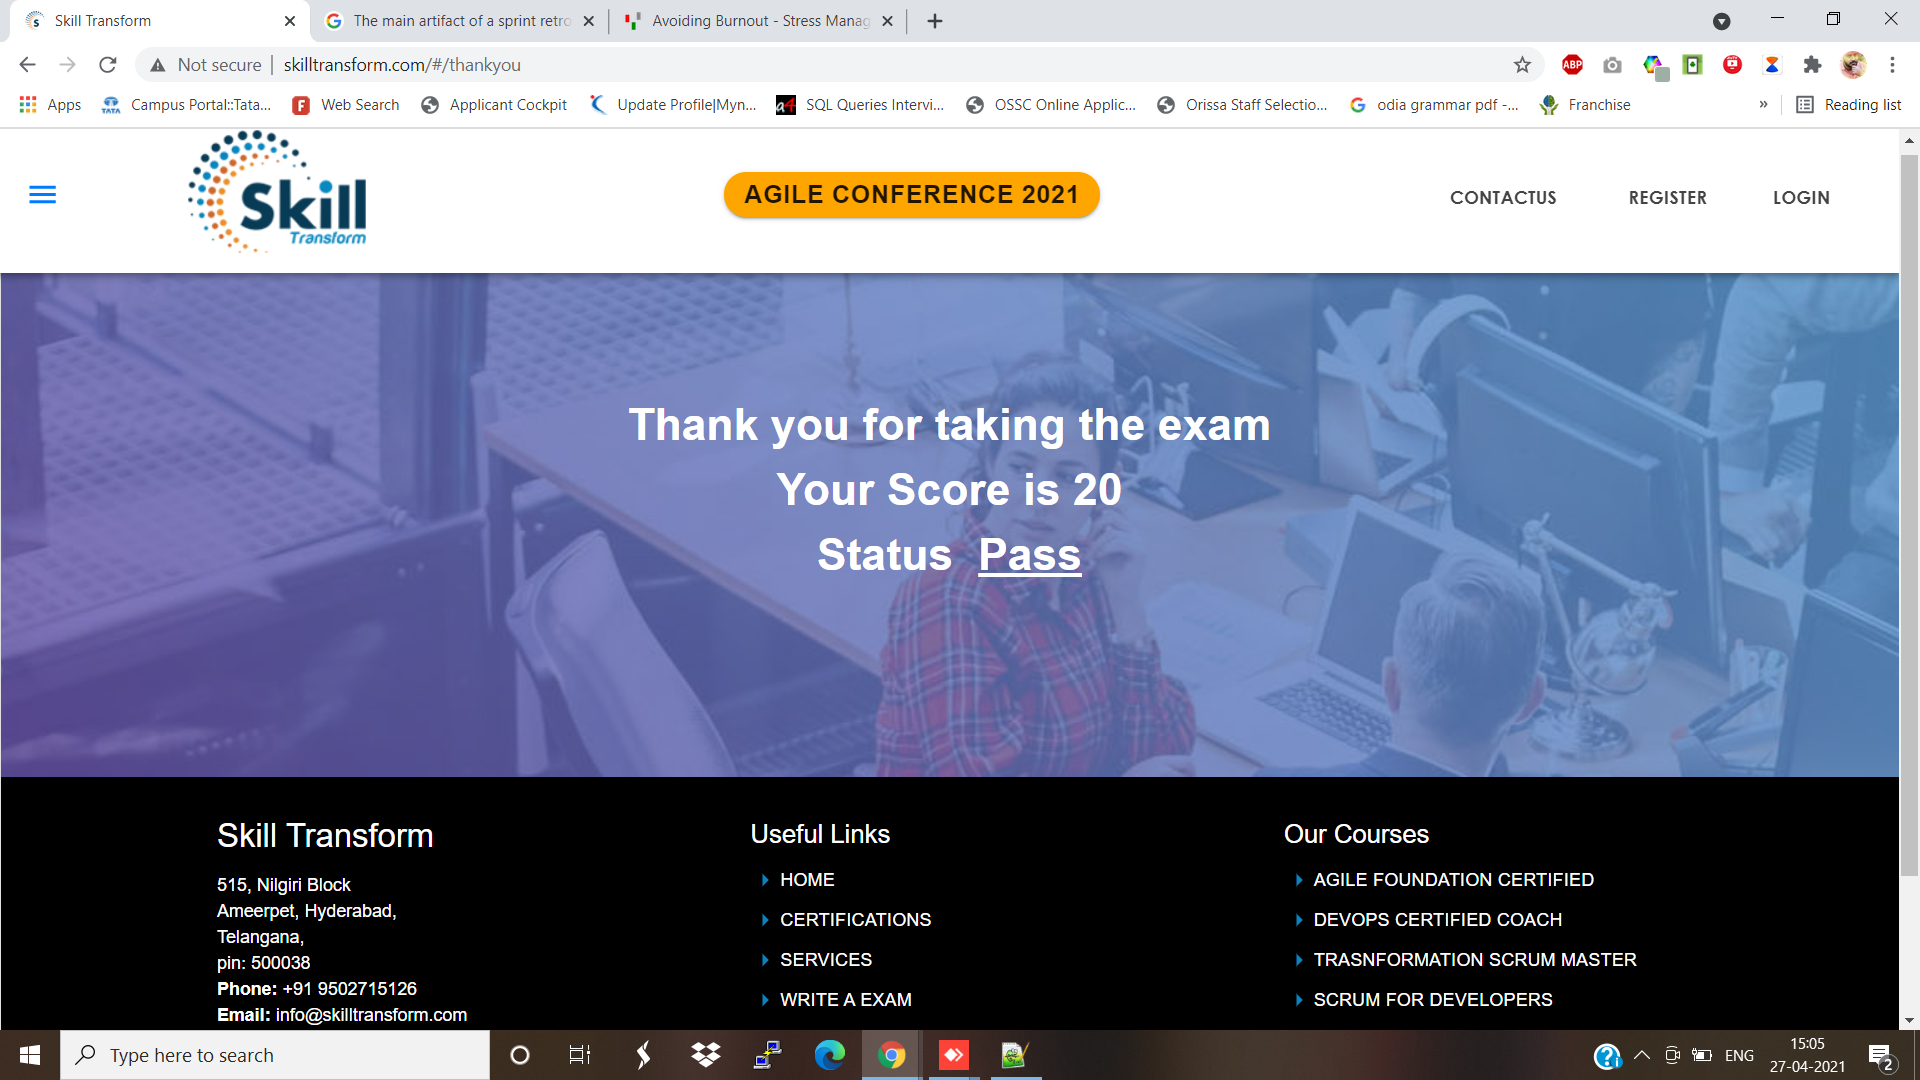 Skill Transform
The main artifact of a sprint retro
Avoiding Burnout - Stress Manag
Not secure
skilltransform.com/#/thankyou
ABP
Apps
Campus Portal::Tata...
Web Search
Applicant Cockpit
Update Profile|Myn...
SQL Queries Intervi...
OSSC Online Applic...
Orissa Staff Selectio...
odia grammar pdf -...
Franchise
»
Reading list
Skill
Transform
AGILE CONFERENCE 2021
CONTACTUS
REGISTER
LOGIN
Thank you for taking the exam
Your Score is 20
Status Pass
Skill Transform
515, Nilgiri Block
Ameerpet, Hyderabad,
Telangana,
pin: 500038
Phone: +91 9502715126
Email: info@skilltransform.com
Useful Links
HOME
CERTIFICATIONS
SERVICES
WRITE A EXAM
Our Courses
AGILE FOUNDATION CERTIFIED
DEVOPS CERTIFIED COACH
TRASNFORMATION SCRUM MASTER
SCRUM FOR DEVELOPERS
Type here to search
ENG
15:05
27-04-2021
2